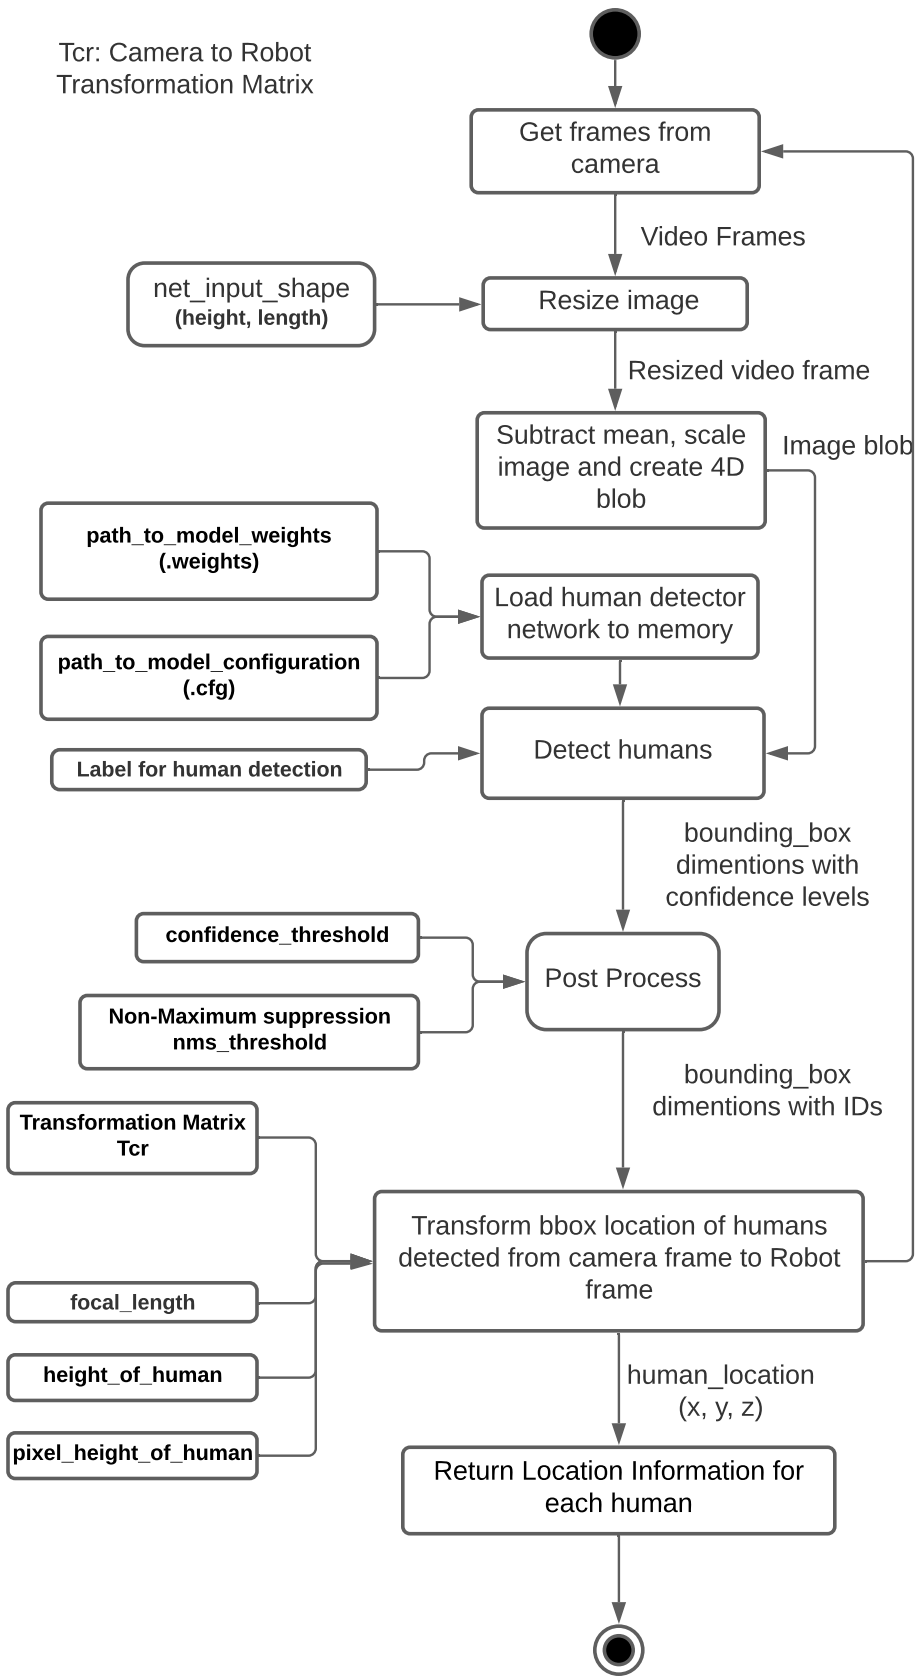 Tcr: Camera to Robot
Transformation Matrix
Get frames from
camera
Video Frames
net_input_shape
(height, length)
Resize image
Resized video frame
Subtract mean, scale
image and create 4D
blob
Image blob
path_to_model_weights
(.weights)
Load human detector
network to memory
path_to_model_configuration
(.cfg)
Label for human detection
Detect humans
bounding_box
dimentions with
confidence levels
confidence_threshold
Post Process
Non-Maximum suppression
nms_threshold
bounding_box
dimentions with IDs
Transformation Matrix
Tcr
Transform bbox location of humans
detected from camera frame to Robot
frame
focal_length
height_of_human
human_location
(x, y, z)
pixel_height_of_human
Return Location Information for
each human